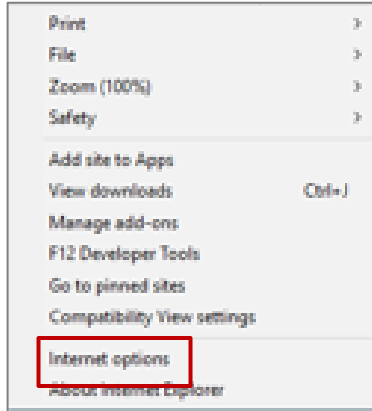 Print
File
Zoom (100%)
Safety
Add site to Apps
View downloads Ctrl+J
Manage add-ons
F12 Developer Tools
Go to pinned sites
Compatibility View settings
Internet options
About Internet Explorer